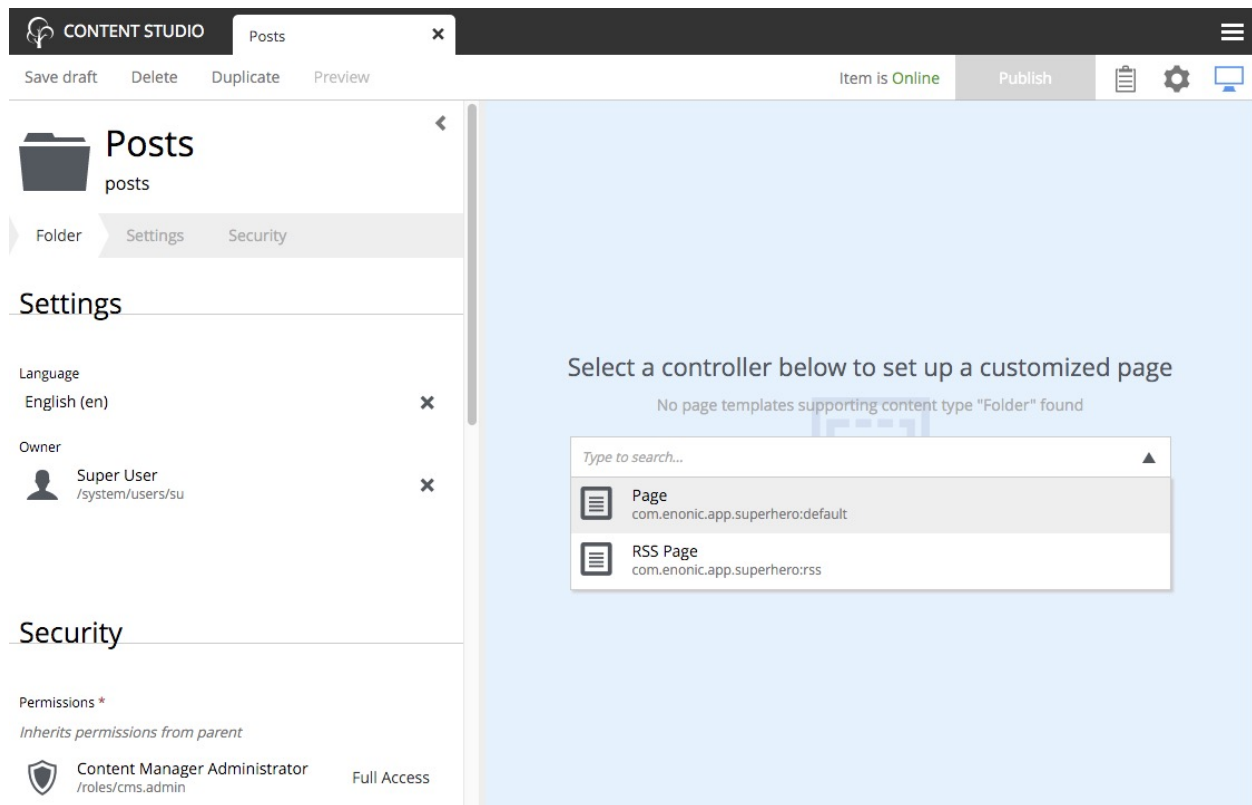 CONTENT STUDIO
Posts
Save draft Delete Duplicate Preview
Item is Online
Publish
Posts
posts
Folder Settings Security
Settings
Language
English (en)
Owner
Super User
/system/users/su
Security
Permissions *
Inherits permissions from parent
Content Manager Administrator
/roles/cms.admin
Full Access
Select a controller below to set up a customized page
No page templates supporting content type "Folder" found
Type to search...
Page
com.enonic.app.superhero:default
RSS Page
com.enonic.app.superhero:rss